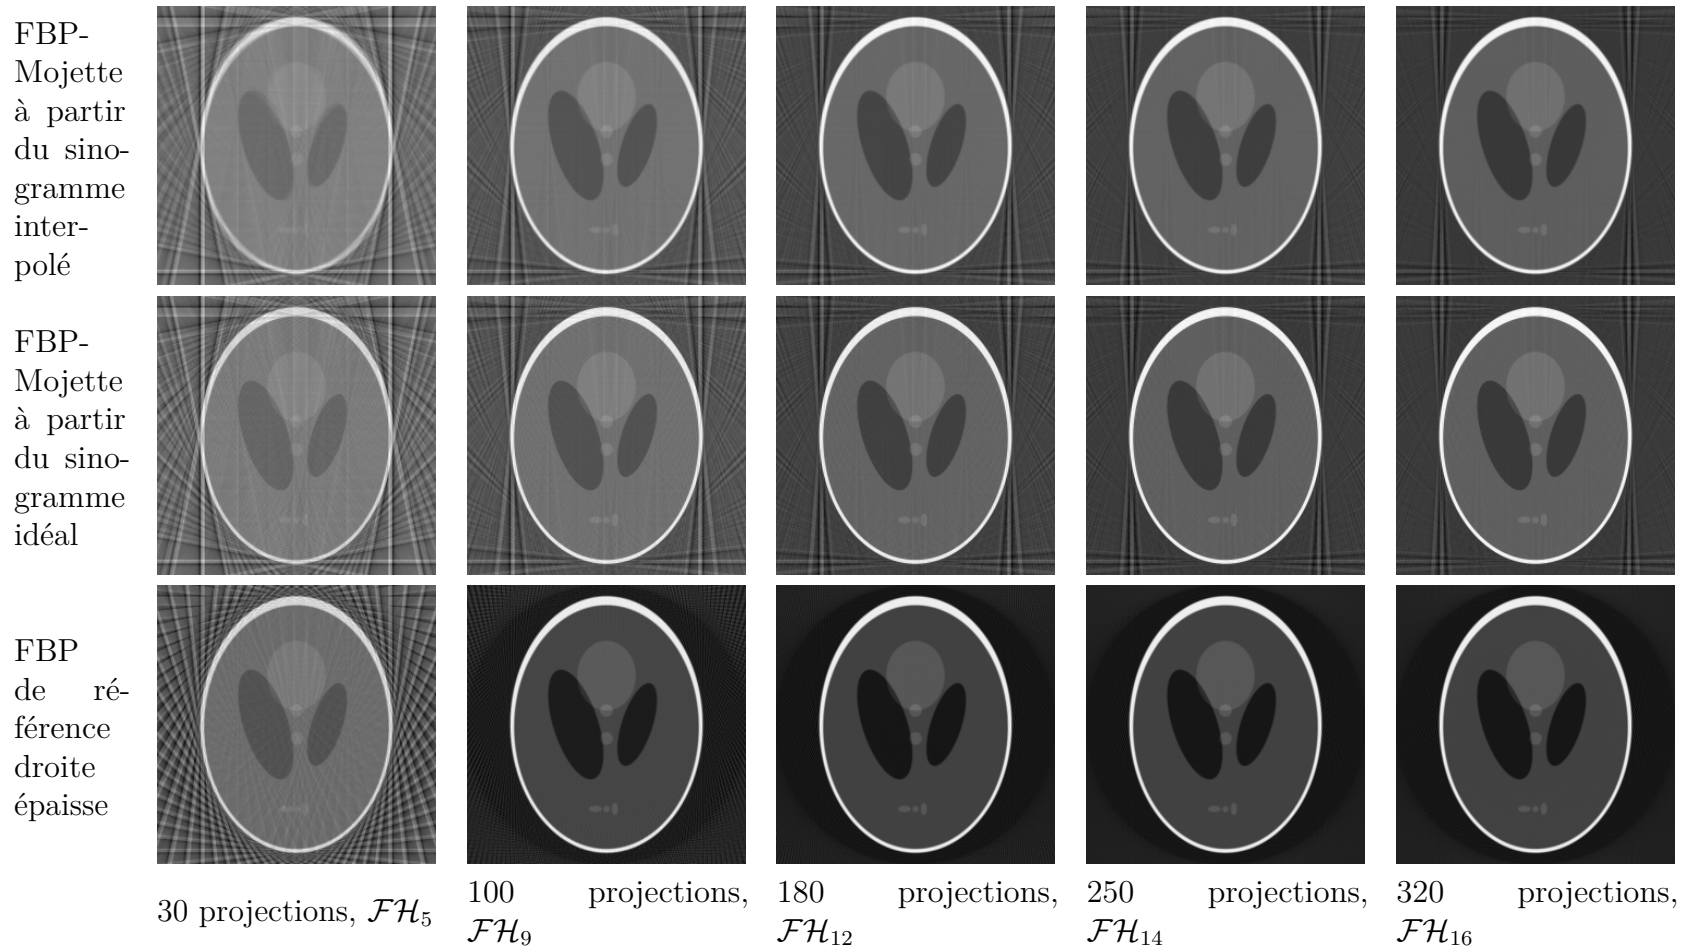 FBP-
Mojette
à partir
du sino-
gramme
inter-
polé
FBP-
Mojette
à partir
du sino-
gramme
idéal
FBP
de ré-
férence
droite
épaisse
30 projections, 𝓕𝓗₅
100 projections,
𝓕𝓗₉
180 projections,
𝓕𝓗₁₂
250 projections,
𝓕𝓗₁₄
320 projections,
𝓕𝓗₁₆